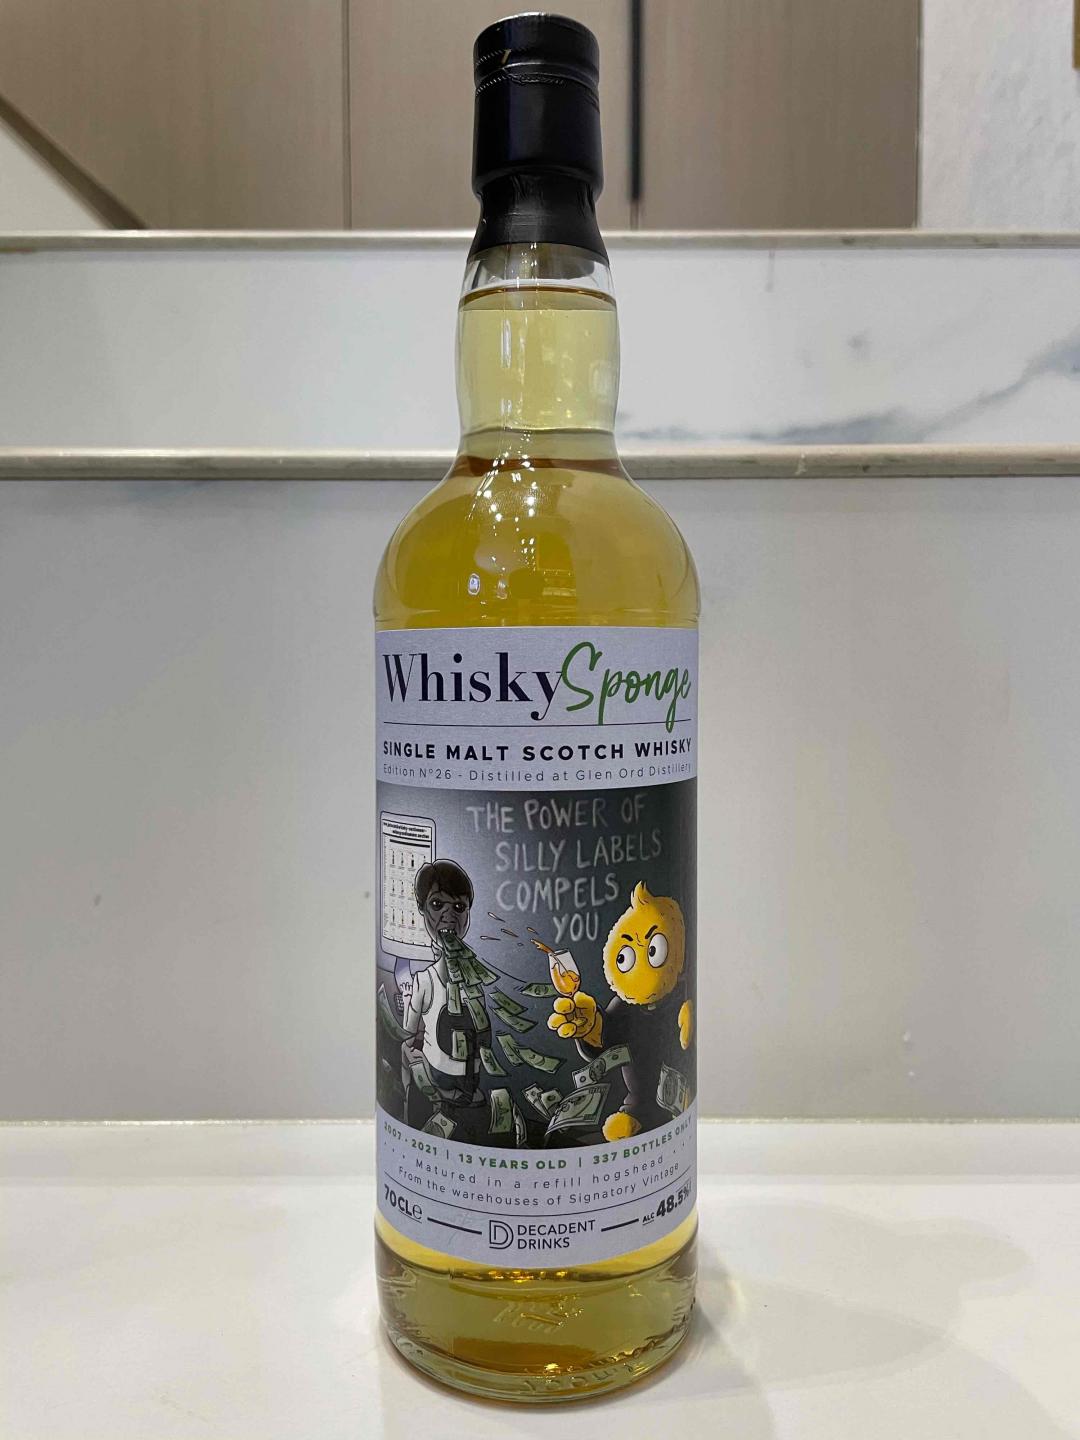 WhiskySponge
SINGLE MALT SCOTCH WHISKY
Edition Nº26 - Distilled at Glen Ord Distillery
THE POWER OF
SILLY LABELS
COMPELS
YOU
2007 • 2021 | 13 YEARS OLD | 337 BOTTLES ONLY
Matured in a refill hogshead
From the warehouses of Signatory Vintage
70CLe
DECADENT
DRINKS
ALC 48.5%